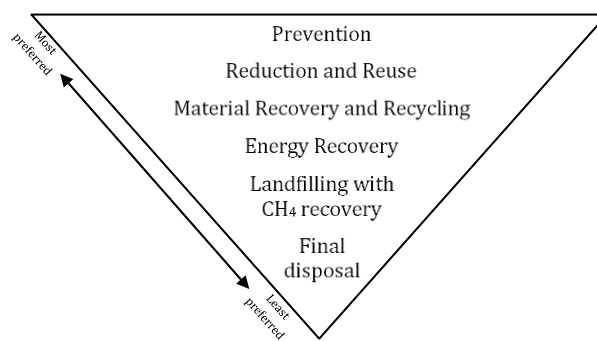 Most
preferred
Prevention
Reduction and Reuse
Material Recovery and Recycling
Energy Recovery
Landfilling with
CH4 recovery
Final
disposal
Least
preferred